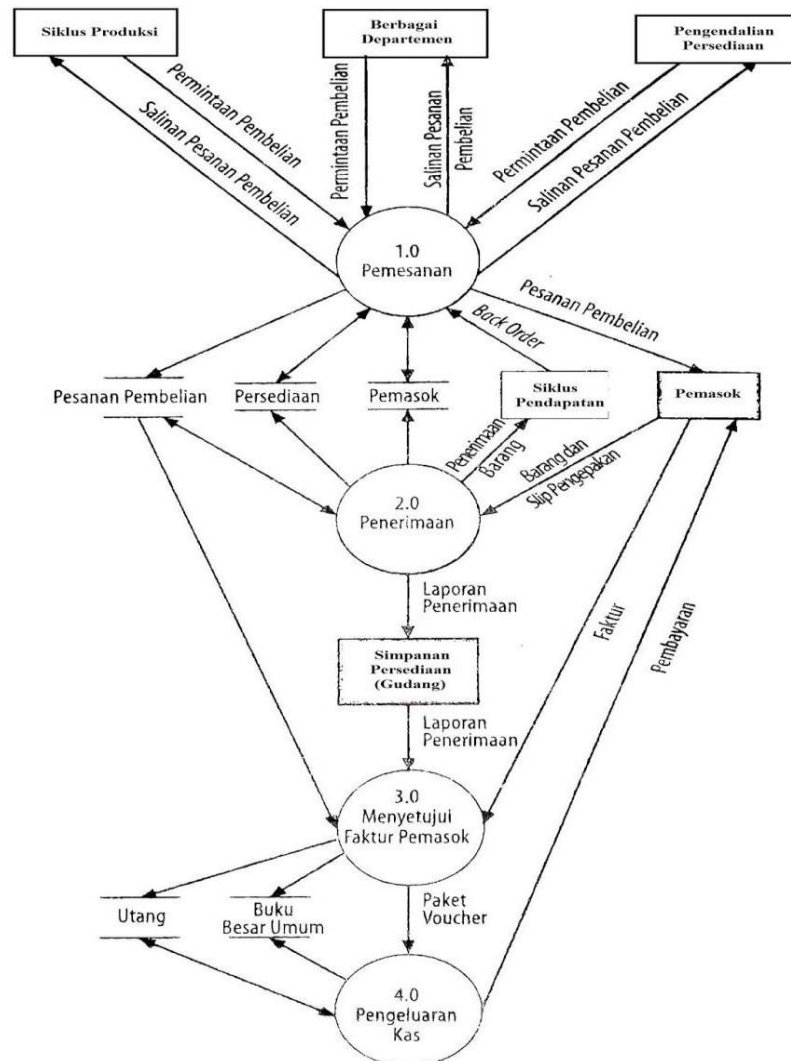 Siklus Produksi
Berbagai
Departemen
Pengendalian
Persediaan
Permintaan Pembelian
Salinan Pesanan Pembelian
Permintaan Pembelian
Salinan Pesanan
Pembelian
Permintaan Pembelian
Salinan Pesanan Pembelian
1.0
Pemesanan
Pesanan Pembelian
Back Order
Pesanan Pembelian
Persediaan
Pemasok
Siklus
Pendapatan
Pemasok
Penerimaan
Barang
Barang dan
Slip Pengepakan
2.0
Penerimaan
Laporan
Penerimaan
Simpanan
Persediaan
(Gudang)
Faktur
Pembayaran
Laporan
Penerimaan
3.0
Menyetujui
Faktur Pemasok
Utang
Buku
Besar Umum
Paket
Voucher
4.0
Pengeluaran
Kas